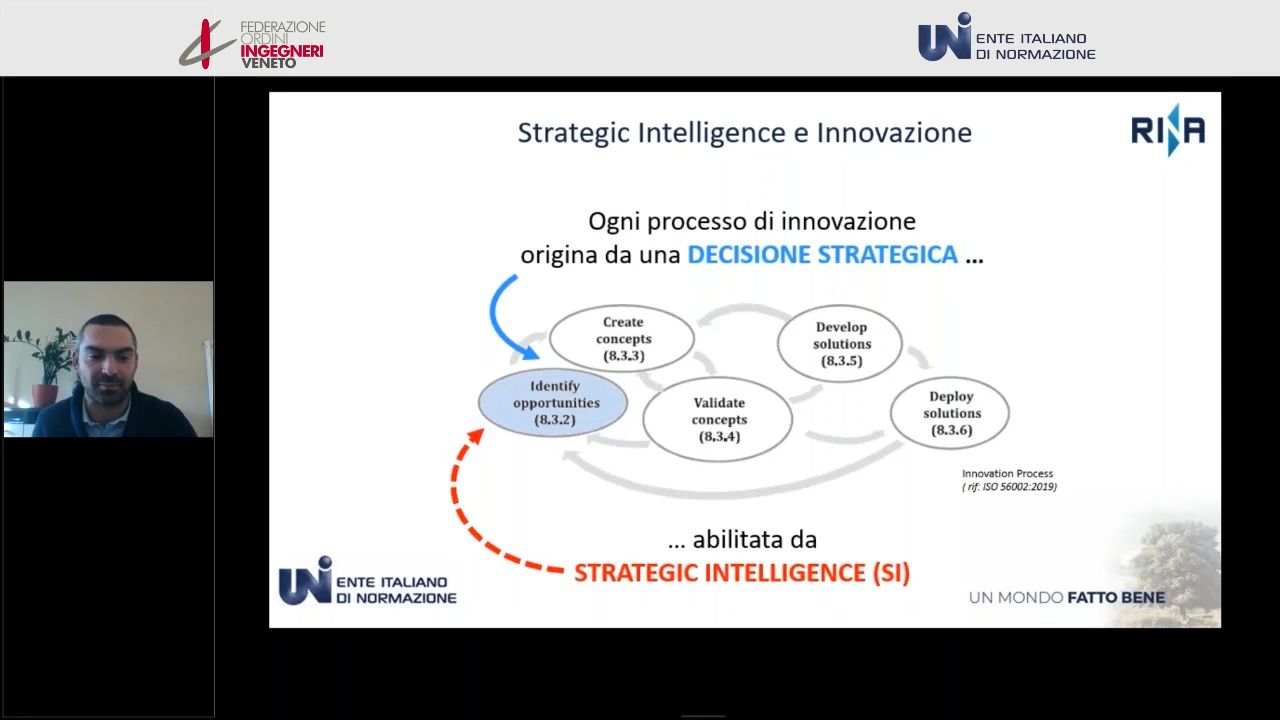 FEDERAZIONE
ORDINI
INGEGNERI
VENETO
UNI ENTE ITALIANO
DI NORMAZIONE
Strategic Intelligence e Innovazione
RINA
Ogni processo di innovazione
origina da una DECISIONE STRATEGICA ...
Create
concepts
(8.3.3)
Develop
solutions
(8.3.5)
Identify
opportunities
(8.3.2)
Validate
concepts
(8.3.4)
Deploy
solutions
(8.3.6)
Innovation Process
( rif: ISO 56002:2019)
... abilitata da
STRATEGIC INTELLIGENCE (SI)
UNI ENTE ITALIANO
DI NORMAZIONE
UN MONDO FATTO BENE